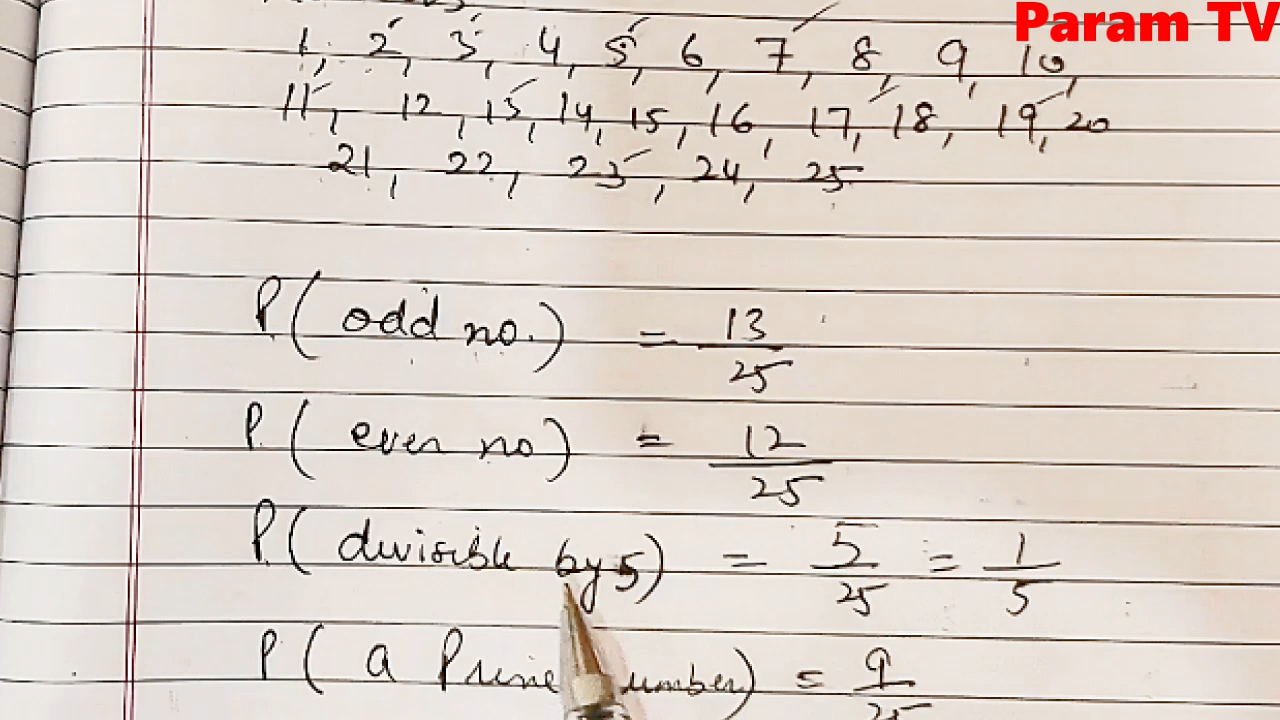 Param TV
1, 2, 3, 4, 5, 6, 7, 8, 9, 10,
11, 12, 13, 14, 15, 16, 17, 18, 19, 20
21, 22, 23, 24, 25
P( odd no.) = 13/25
P( even no) = 12/25
P( divisible by 5) = 5/25 = 1/5
P( a Prime number) = 9/25